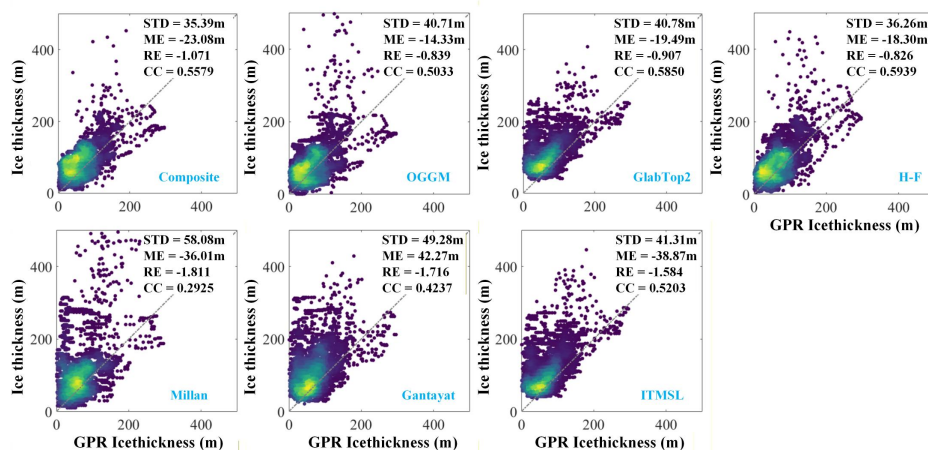 STD = 35.39m
ME = -23.08m
RE = -1.071
CC = 0.5579
Ice thickness (m)
400
200
0
0 200 400
Composite
STD = 40.71m
ME = -14.33m
RE = -0.839
CC = 0.5033
Ice thickness (m)
400
200
0
0 200 400
OGGM
STD = 40.78m
ME = -19.49m
RE = -0.907
CC = 0.5850
Ice thickness (m)
400
200
0
0 200 400
GlabTop2
STD = 36.26m
ME = -18.30m
RE = -0.826
CC = 0.5939
Ice thickness (m)
400
200
0
0 200 400
H-F
GPR Icethickness (m)
STD = 58.08m
ME = -36.01m
RE = -1.811
CC = 0.2925
Ice thickness (m)
400
200
0
0 200 400
Millan
GPR Icethickness (m)
STD = 49.28m
ME = 42.27m
RE = -1.716
CC = 0.4237
Ice thickness (m)
400
200
0
0 200 400
Gantayat
GPR Icethickness (m)
STD = 41.31m
ME = -38.87m
RE = -1.584
CC = 0.5203
Ice thickness (m)
400
200
0
0 200 400
ITMSL
GPR Icethickness (m)